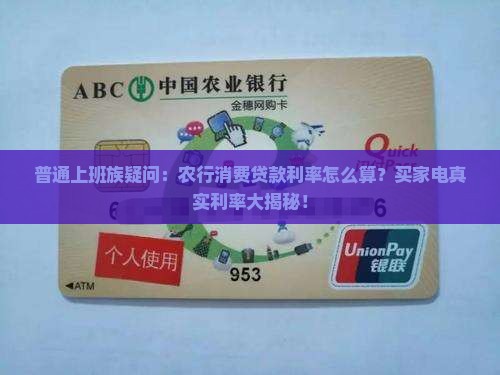 ABC 中国农业银行
金穗网购卡
Quick
普通上班族疑问：农行消费贷款利率怎么算？买家电真
实利率大揭秘！
6 6
个人使用
953
UnionPay
银联
◀ATM